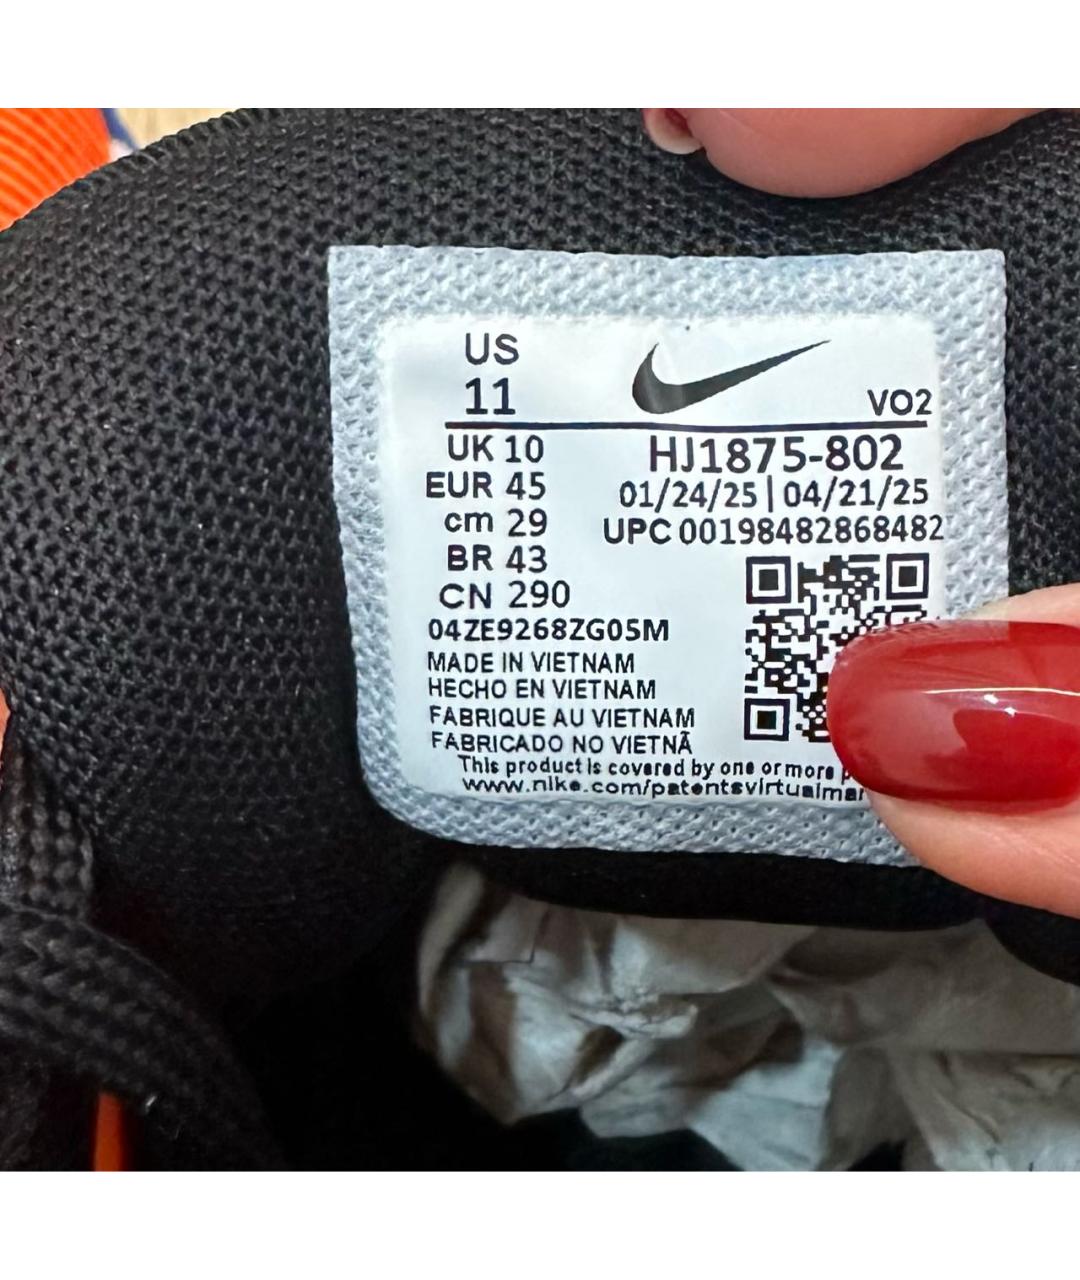 US
11
VO2
UK 10
HJ1875-802
EUR 45
01/24/25 | 04/21/25
cm 29
UPC 00198482868482
BR 43
CN 290
04ZE9268ZG05M
MADE IN VIETNAM
HECHO EN VIETNAM
FABRIQUE AU VIETNAM
FABRICADO NO VIETNÃ
This product is covered by one or more
www.nike.com/patentsvirtualmar